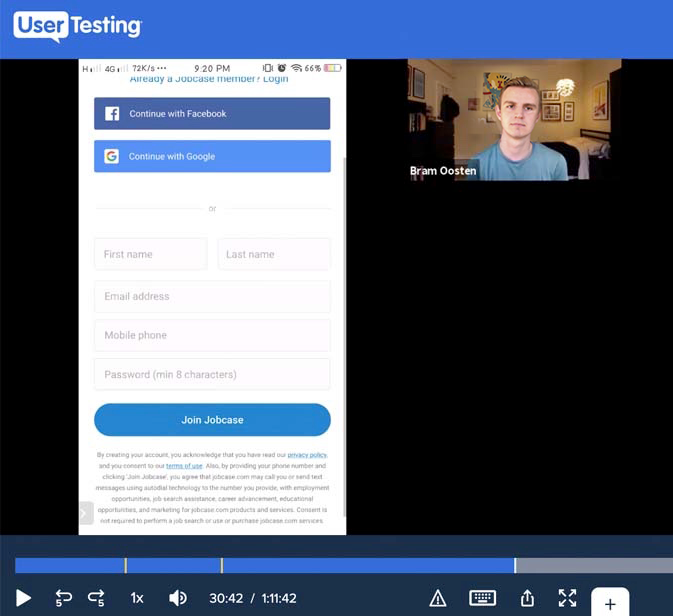 UserTesting
H 4G 72K/s ••• 9:20 PM 66%
Already a Jobcase member? Login
Continue with Facebook
Continue with Google
or
First name Last name
Email address
Mobile phone
Password (min 8 characters)
Join Jobcase
By creating your account, you acknowledge that you have read our privacy policy,
and you consent to our terms of use. Also, by providing your phone number and
clicking 'Join Jobcase', you agree that jobcase.com may call you or send text
messages using autodial technology to the number you provide, with employment
opportunities, job search assistance, career advancement, educational
opportunities, and marketing for jobcase.com products and services. Consent is
not required to perform a job search or use or purchase jobcase.com services.
Bram Oosten
5 5 1x 30:42 / 1:11:42
+